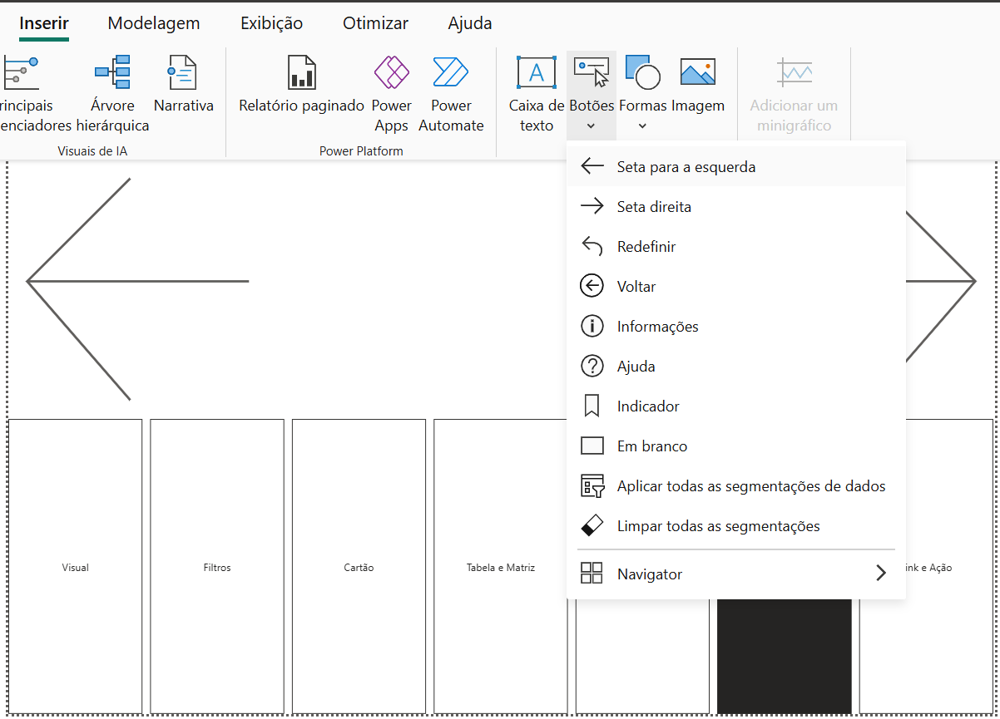 Inserir Modelagem Exibição Otimizar Ajuda
rincipais
enciadores
Árvore
hierárquica
Narrativa
Visuais de IA
Relatório paginado
Power
Apps
Power
Automate
Power Platform
Caixa de
texto
Botões
Formas
Imagem
Adicionar um
minigráfico
Seta para a esquerda
Seta direita
Redefinir
Voltar
Informações
Ajuda
Indicador
Em branco
Aplicar todas as segmentações de dados
Limpar todas as segmentações
Navigator
Visual
Filtros
Cartão
Tabela e Matriz
ink e Ação